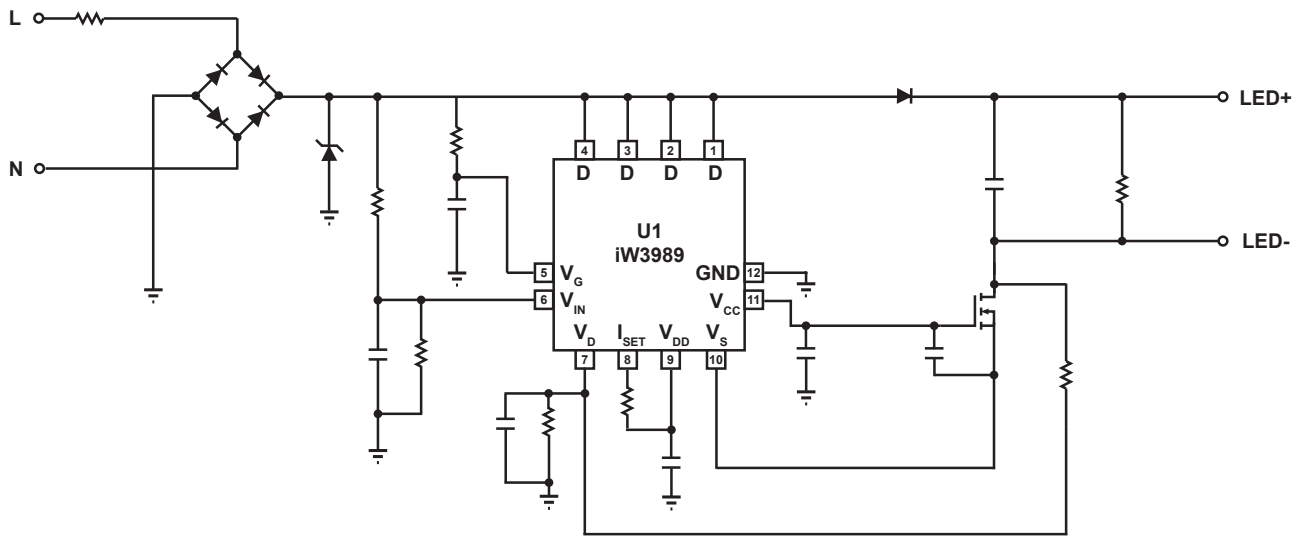 L
LED+
N
4 3 2 1
D D D D
U1
iW3989
LED-
5 VG
GND 12
6 VIN
VCC 11
VD ISET VDD VS
7 8 9 10